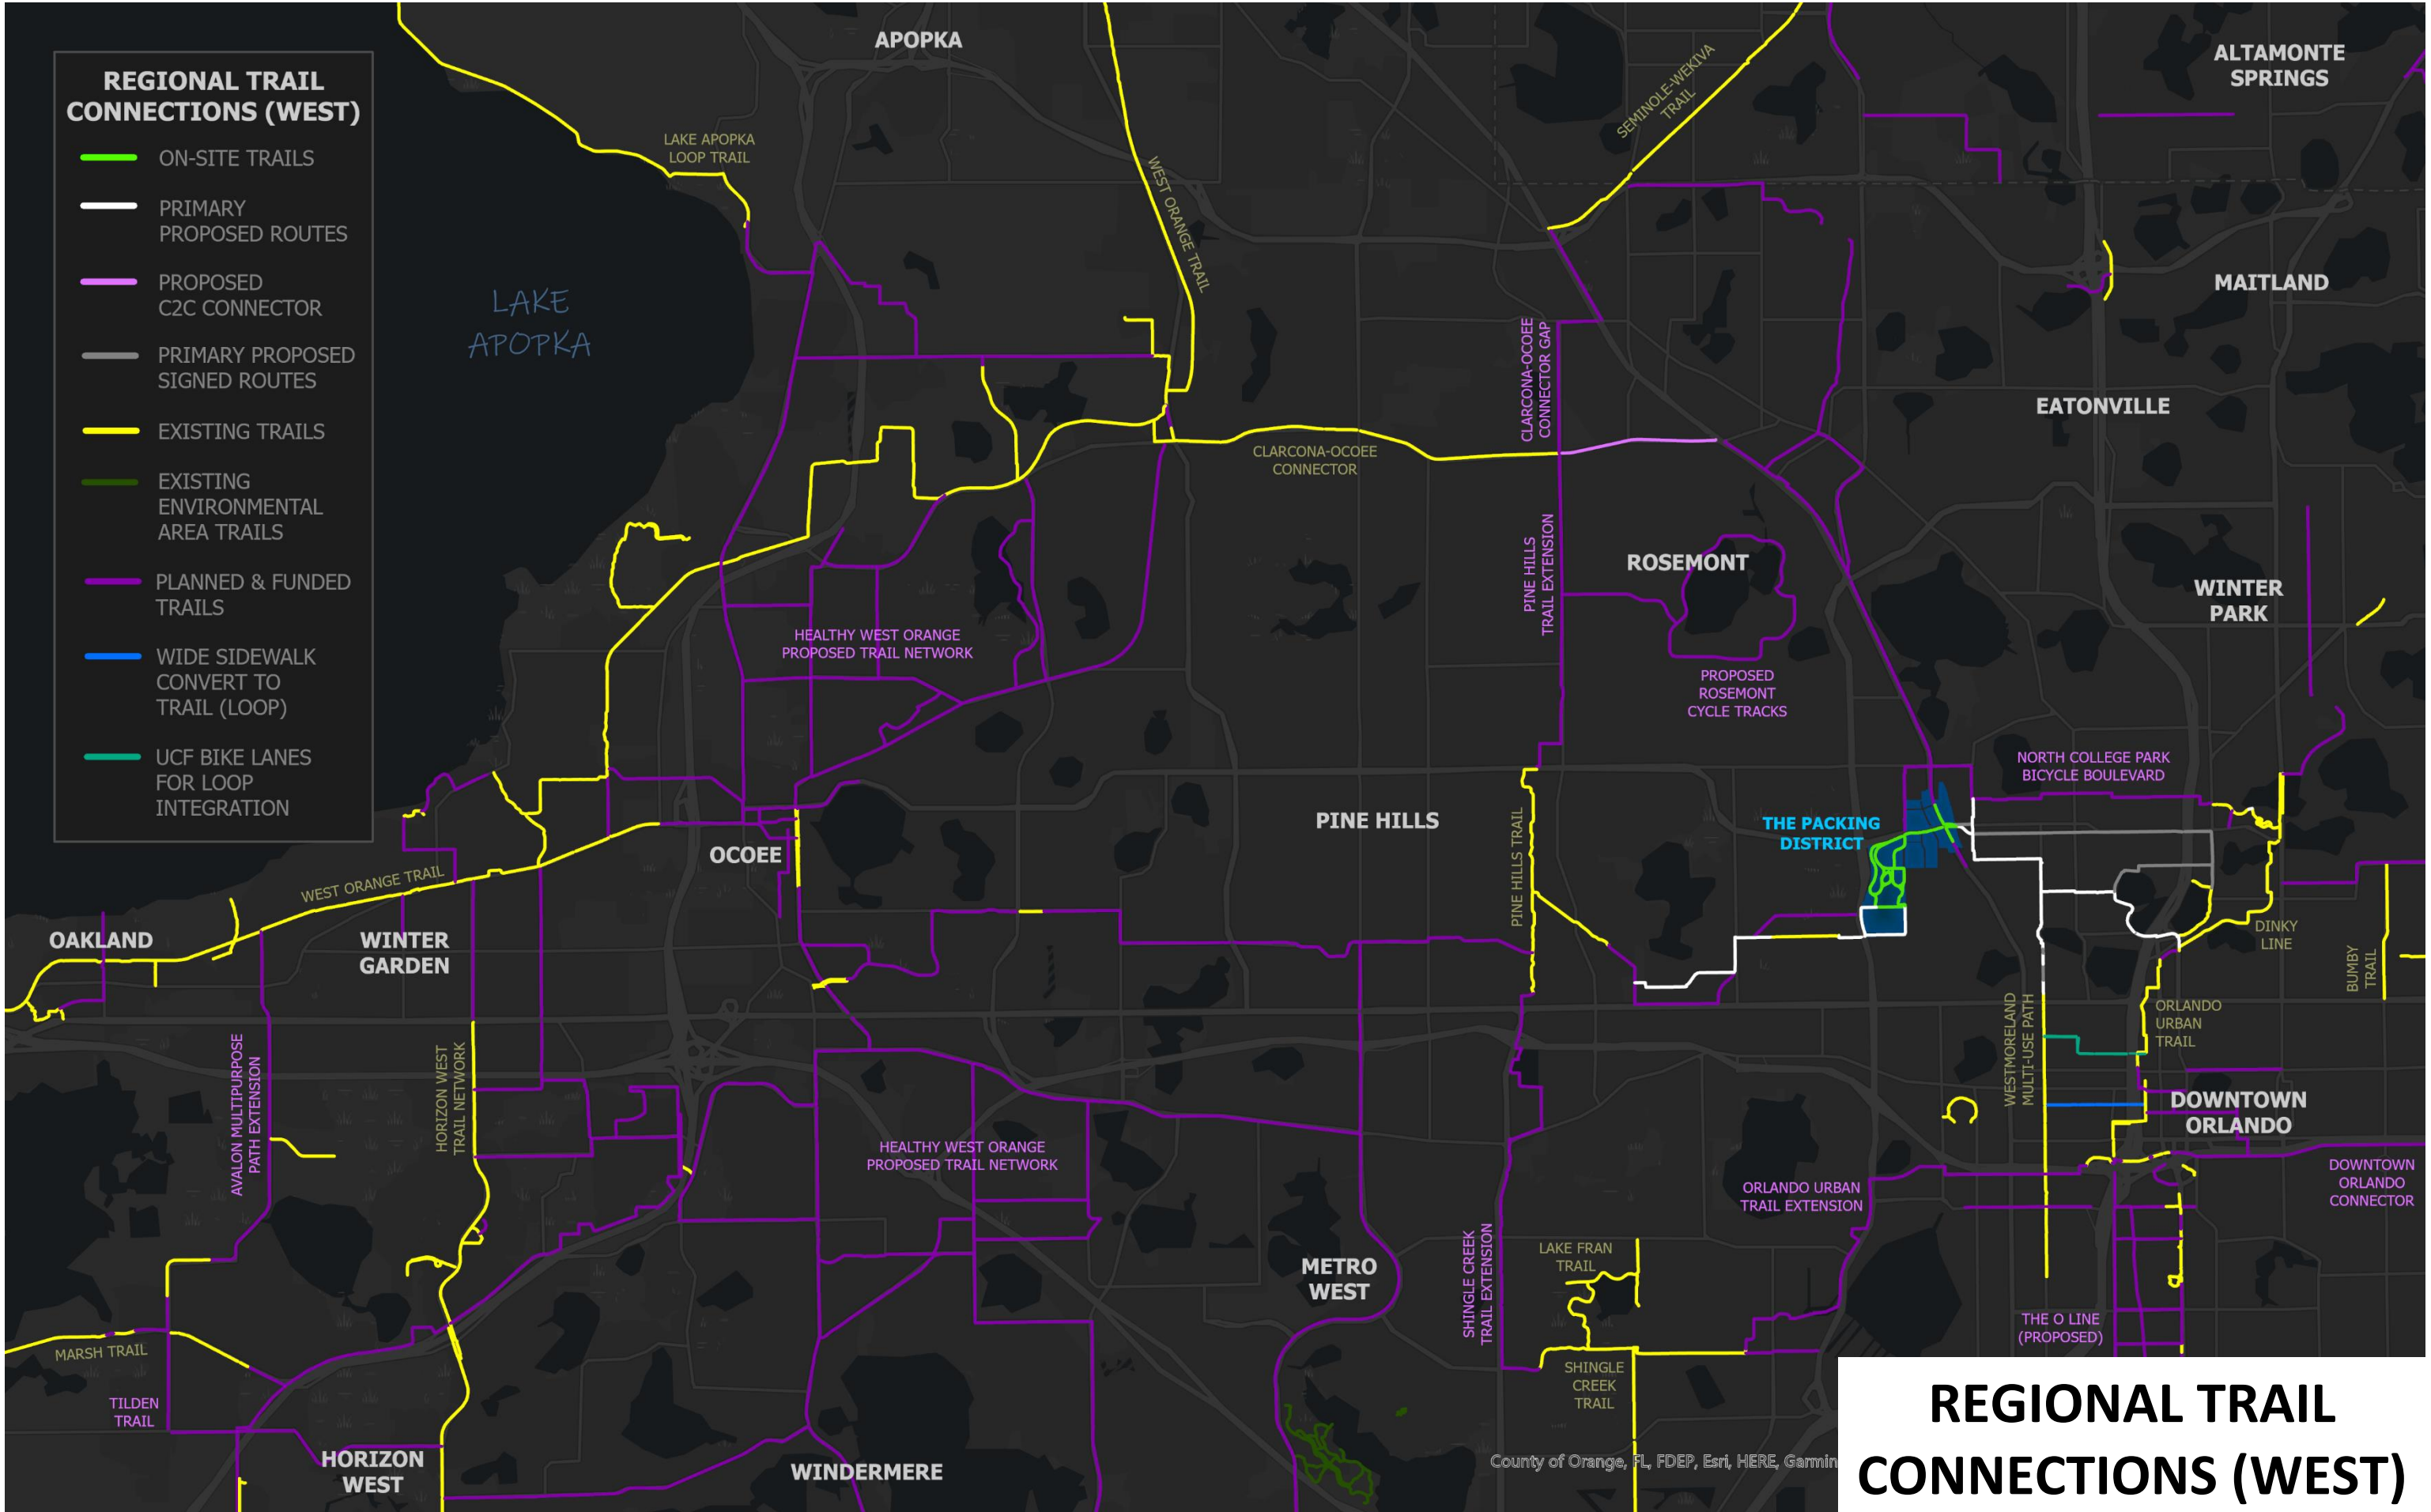 REGIONAL TRAIL
CONNECTIONS (WEST)
ON-SITE TRAILS
PRIMARY
PROPOSED ROUTES
PROPOSED
C2C CONNECTOR
PRIMARY PROPOSED
SIGNED ROUTES
EXISTING TRAILS
EXISTING
ENVIRONMENTAL
AREA TRAILS
PLANNED & FUNDED
TRAILS
WIDE SIDEWALK
CONVERT TO
TRAIL (LOOP)
UCF BIKE LANES
FOR LOOP
INTEGRATION
APOPKA
ALTAMONTE
SPRINGS
SEMINOLE-WEKIVA
TRAIL
LAKE APOPKA
LOOP TRAIL
WEST ORANGE TRAIL
LAKE
APOPKA
MAITLAND
CLARCONA-OCOEE
CONNECTOR GAP
EATONVILLE
CLARCONA-OCOEE
CONNECTOR
PINE HILLS
TRAIL EXTENSION
ROSEMONT
WINTER
PARK
HEALTHY WEST ORANGE
PROPOSED TRAIL NETWORK
PROPOSED
ROSEMONT
CYCLE TRACKS
NORTH COLLEGE PARK
BICYCLE BOULEVARD
PINE HILLS
PINE HILLS TRAIL
THE PACKING
DISTRICT
OCOEE
WEST ORANGE TRAIL
OAKLAND
WINTER
GARDEN
DINKY
LINE
BUMBY
TRAIL
WESTMORELAND
MULTI-USE PATH
ORLANDO
URBAN
TRAIL
AVALON MULTIPURPOSE
PATH EXTENSION
HORIZON WEST
TRAIL NETWORK
DOWNTOWN
ORLANDO
HEALTHY WEST ORANGE
PROPOSED TRAIL NETWORK
ORLANDO URBAN
TRAIL EXTENSION
DOWNTOWN
ORLANDO
CONNECTOR
SHINGLE CREEK
TRAIL EXTENSION
LAKE FRAN
TRAIL
METRO
WEST
THE O LINE
(PROPOSED)
MARSH TRAIL
SHINGLE
CREEK
TRAIL
TILDEN
TRAIL
HORIZON
WEST
WINDERMERE
County of Orange, FL, FDEP, Esri, HERE, Garmin
REGIONAL TRAIL
CONNECTIONS (WEST)